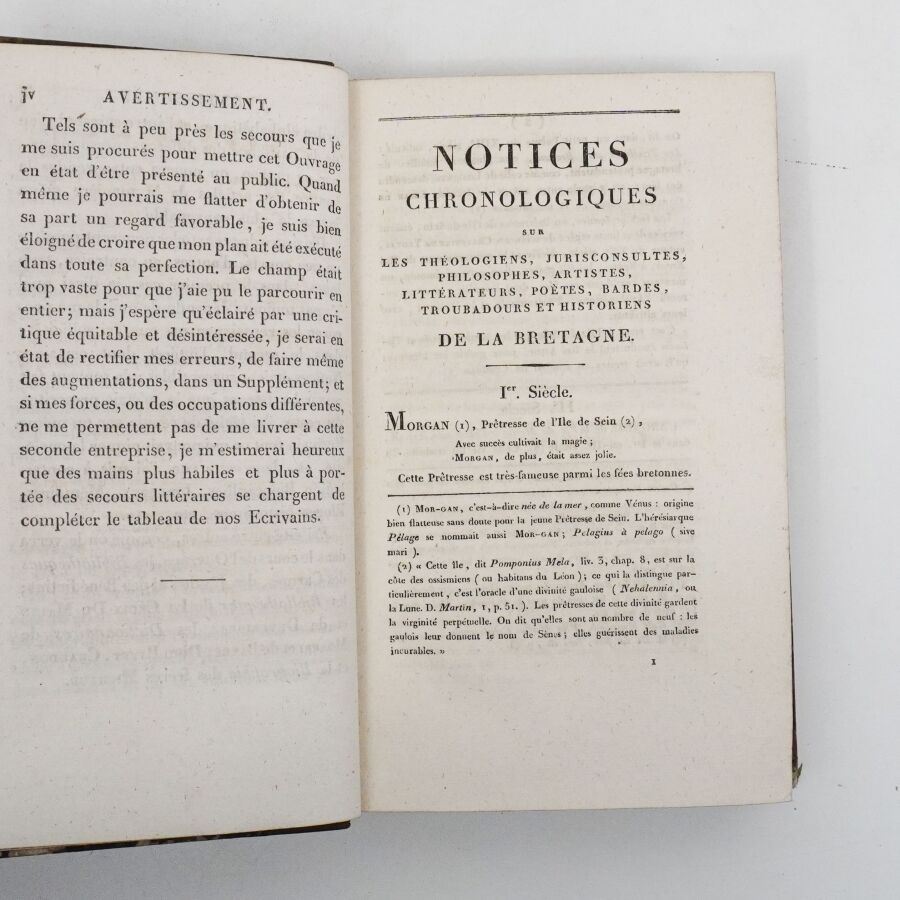 jv AVERTISSEMENT.
Tels sont à peu près les secours que je
me suis procurés pour mettre cet Ouvrage
en état d'être présenté au public. Quand
même je pourrais me flatter d'obtenir de
sa part un regard favorable, je suis bien
éloigné de croire que mon plan ait été exécuté
dans toute sa perfection. Le champ était
trop vaste pour que j'aie pu le parcourir en
entier; mais j'espère qu'éclairé par une cri-
tique équitable et désintéressée, je serai en
état de rectifier mes erreurs, de faire même
des augmentations, dans un Supplément; et
si mes forces, ou des occupations différentes,
ne me permettent pas de me livrer à cette
seconde entreprise, je m'estimerai heureux
que des mains plus habiles et plus à por-
tée des secours littéraires se chargent de
compléter le tableau de nos Ecrivains.
NOTICES
CHRONOLOGIQUES
SUR
LES THÉOLOGIENS, JURISCONSULTES,
PHILOSOPHES, ARTISTES,
LITTÉRATEURS, POÈTES, BARDES,
TROUBADOURS ET HISTORIENS
DE LA BRETAGNE.
Ier. Siècle.
MORGAN (1), Prêtresse de l'Ile de Sein (2),
Avec succès cultivait la magie;
MORGAN, de plus, était assez jolie.
Cette Prêtresse est très-fameuse parmi les fées bretonnes.
(1) MOR-GAN, c'est-à-dire née de la mer, comme Vénus: origine
bien flatteuse sans doute pour la jeune Prêtresse de Sein. L'hérésiarque
Pélage se nommait aussi MOR-GAN; Pelagius à pelago ( sive
mari ).
(2) « Cette île, dit Pomponius Mela, liv. 3, chap. 8, est sur la
côte des ossismiens ( ou habitans du Léon ); ce qui la distingue par-
ticulièrement, c'est l'oracle d'une divinité gauloise ( Nehalennia, ou
la Lune. D. Martin, 1, p. 51. ). Les prêtresses de cette divinité gardent
la virginité perpétuelle. On dit qu'elles sont au nombre de neuf : les
gaulois leur donnent le nom de Sènes; elles guérissent des maladies
incurables. »
1